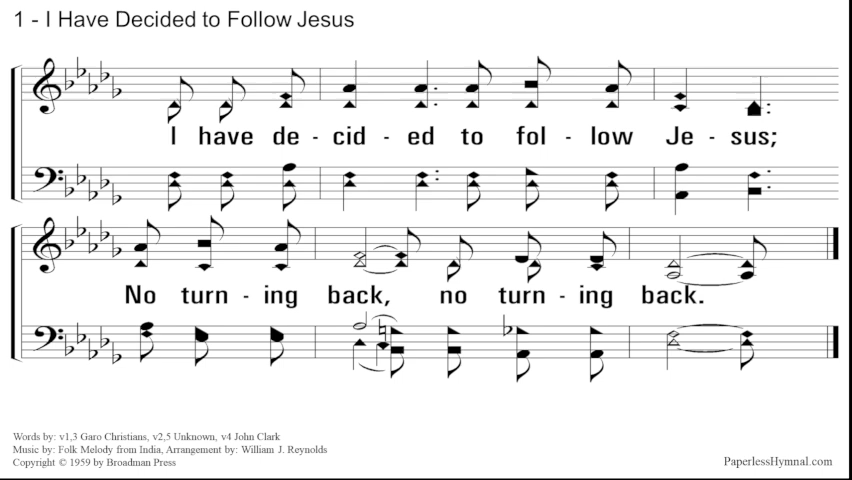 1 - I Have Decided to Follow Jesus
I have de - cid - ed to fol - low Je - sus;
No turn - ing back, no turn - ing back.
Words by: v1,3 Garo Christians, v2,5 Unknown, v4 John Clark
Music by: Folk Melody from India, Arrangement by: William J. Reynolds
Copyright © 1959 by Broadman Press
PaperlessHymnal.com